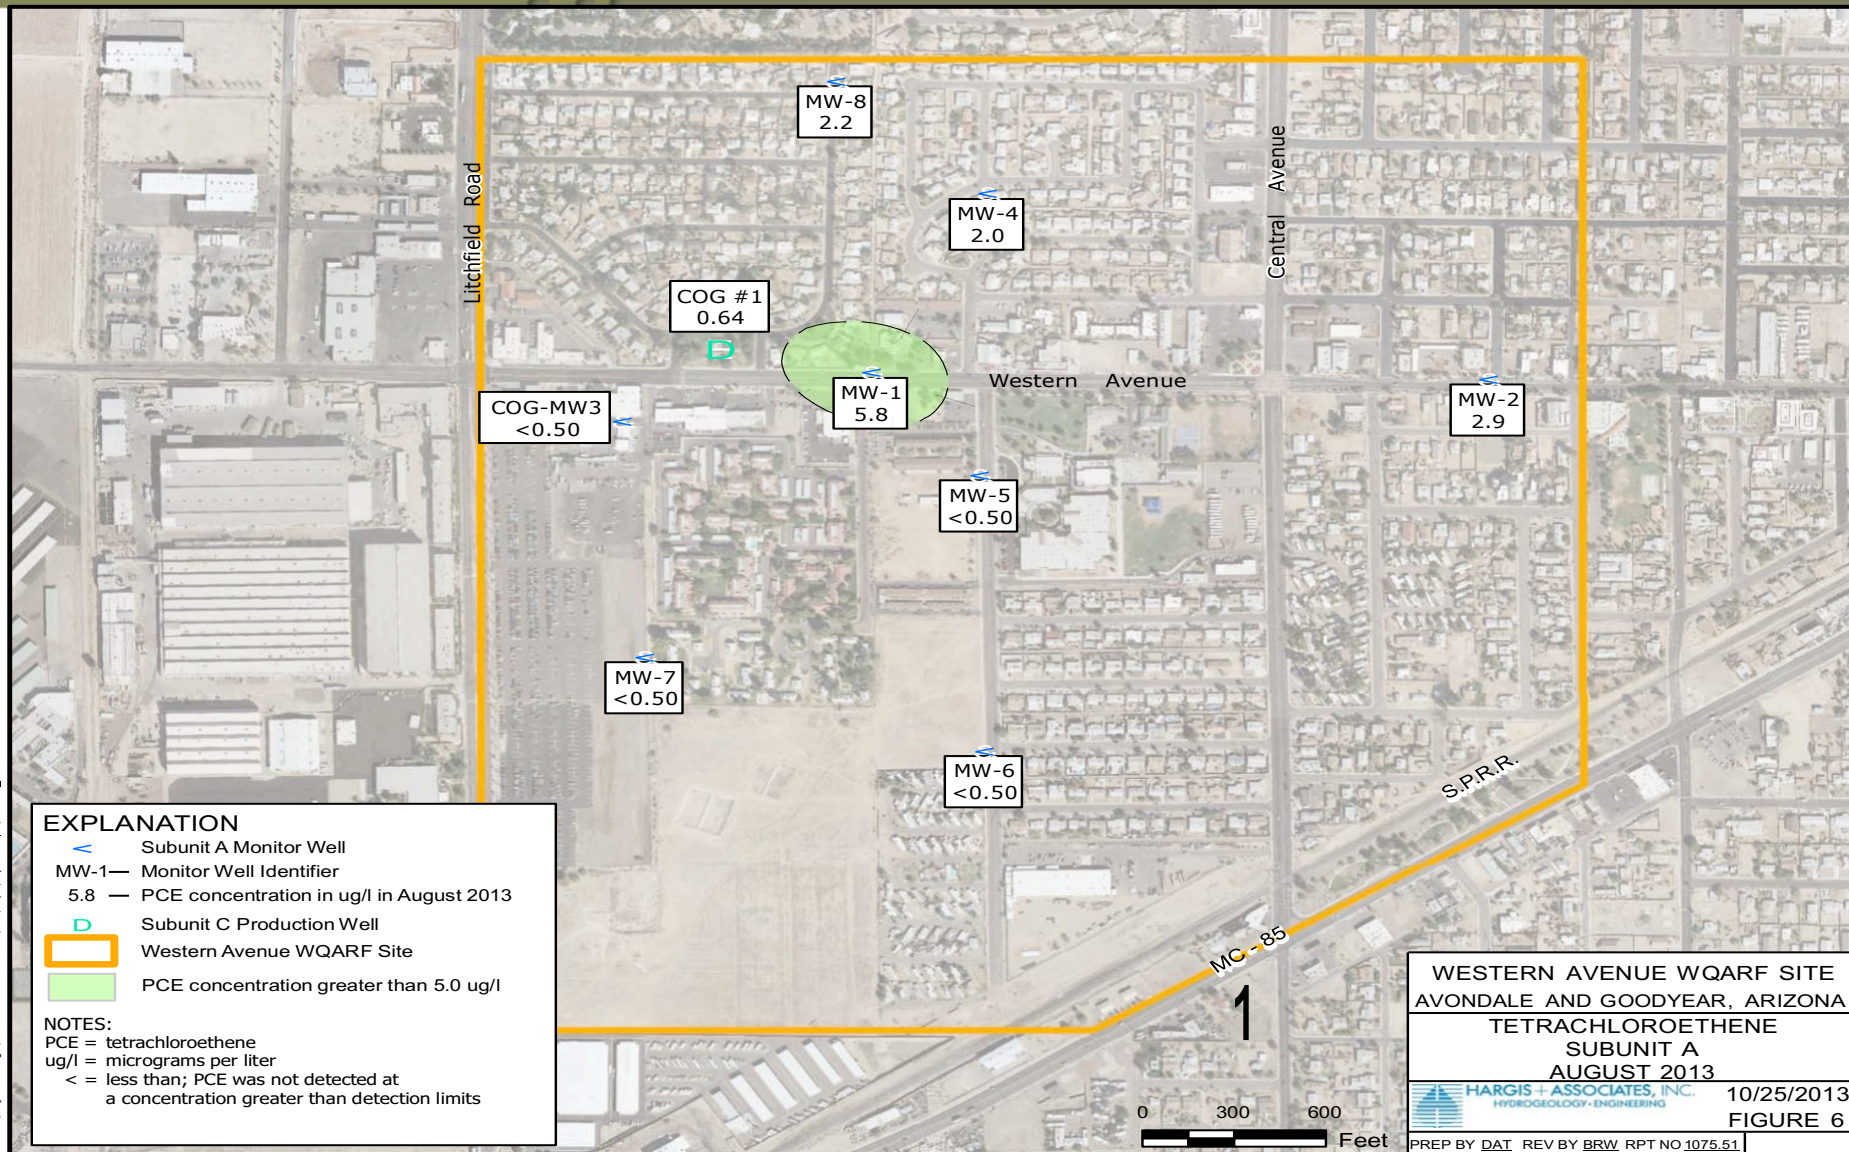 MW-8
2.2
MW-4
2.0
COG #1
0.64
D
MW-1
5.8
COG-MW3
<0.50
MW-2
2.9
MW-5
<0.50
MW-7
<0.50
MW-6
<0.50
Litchfield Road
Central Avenue
Western Avenue
S.P.R.R.
MC - 85
1
EXPLANATION
< Subunit A Monitor Well
MW-1— Monitor Well Identifier
5.8 — PCE concentration in ug/l in August 2013
D Subunit C Production Well
Western Avenue WQARF Site
PCE concentration greater than 5.0 ug/l
NOTES:
PCE = tetrachloroethene
ug/l = micrograms per liter
< = less than; PCE was not detected at
a concentration greater than detection limits
0 300 600
Feet
WESTERN AVENUE WQARF SITE
AVONDALE AND GOODYEAR, ARIZONA
TETRACHLOROETHENE
SUBUNIT A
AUGUST 2013
HARGIS + ASSOCIATES, INC.
HYDROGEOLOGY • ENGINEERING
10/25/2013
FIGURE 6
PREP BY DAT REV BY BRW RPT NO 1075.51